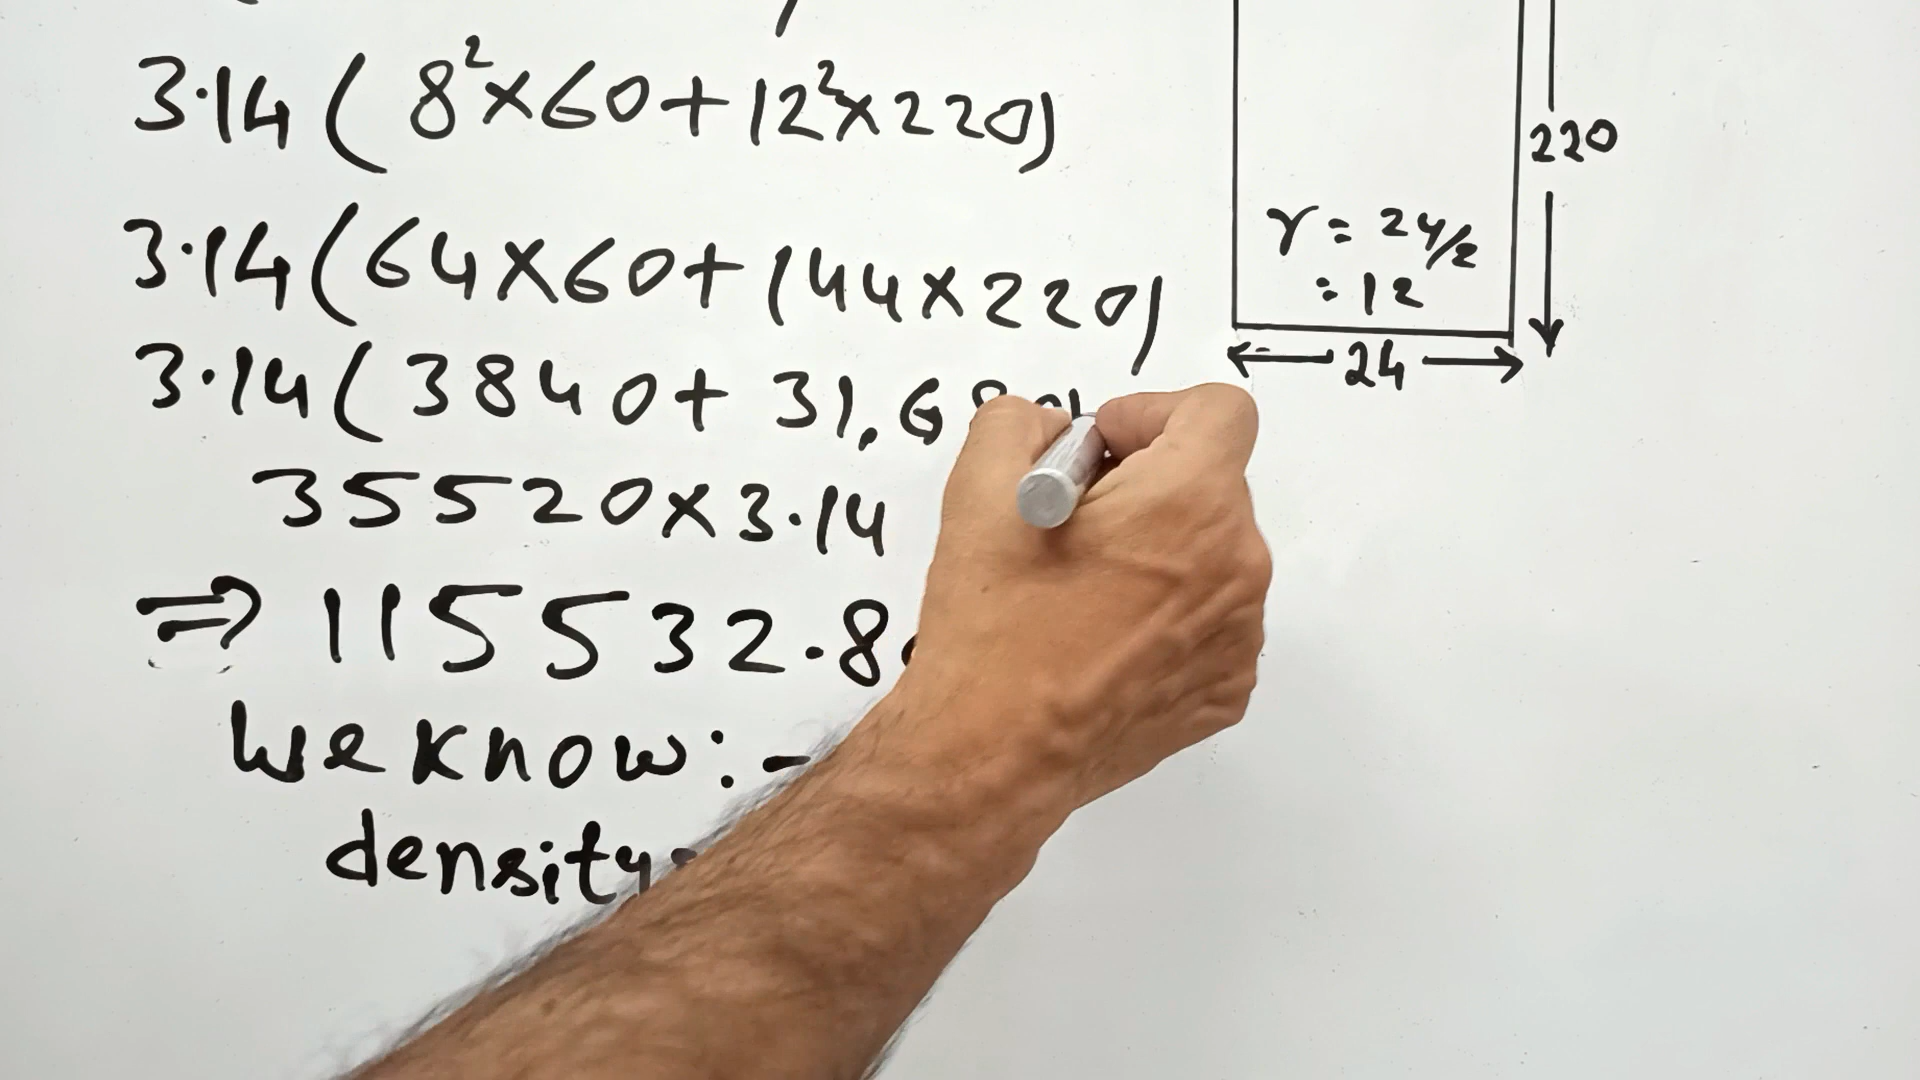 3.14 ( 8²×60+12²×220)
3.14(64×60+144×220)
3.14(3840+31,680)
35520×3.14
⇒ 115532.8
We know:-
density=
220
r = 24/2
= 12
24